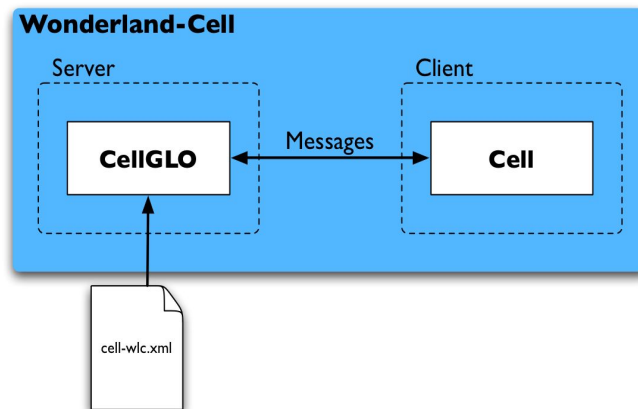 Wonderland-Cell
Server
Client
CellGLO
Messages
Cell
cell-wlc.xml